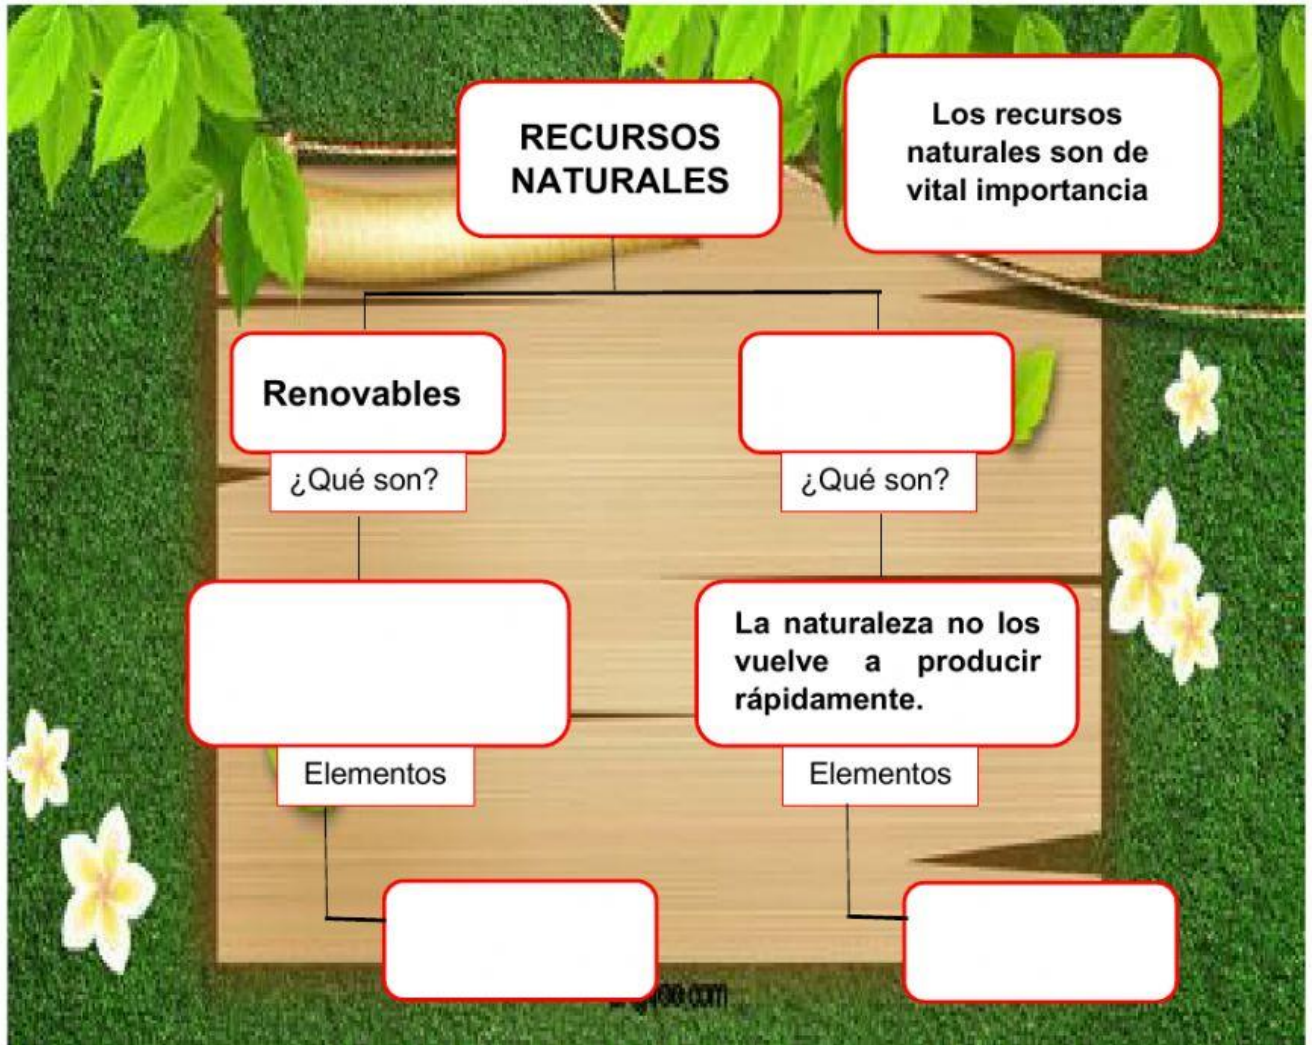 RECURSOS
NATURALES
Los recursos
naturales son de
vital importancia
Renovables
¿Qué son?
¿Qué son?
La naturaleza no los
vuelve a producir
rápidamente.
Elementos
Elementos